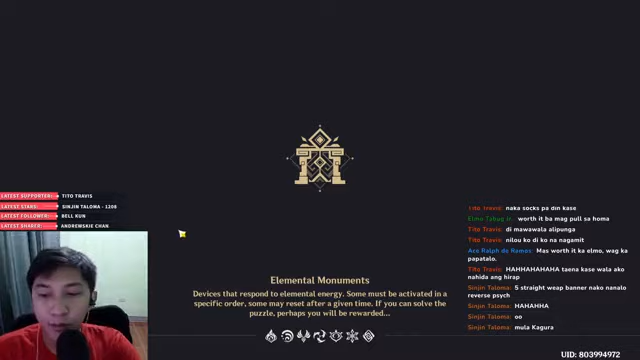 LATEST SUPPORTER: TITO TRAVIS
LATEST STARS: SINJIN TALOMA - 1208
LATEST FOLLOWER: BELL KUN
LATEST SHARER: ANDREWSKIE CHAN
Tito Travis: naka socks pa din kase
Elmo Tabug Jr.: worth it ba mag pull sa homa
Tito Travis: di mawawala alipunga
Tito Travis: nilou ko di ko na nagamit
Ace Ralph de Ramos: Mas worth it ka elmo, wag ka
papatalo.
Tito Travis: HAHHAHAHAHA taena kase wala ako
nahida ang hirap
Sinjin Taloma: 5 straight weap banner nako nanalo
reverse psych
Sinjin Taloma: HAHAHHA
Sinjin Taloma: oo
Sinjin Taloma: mula Kagura
Elemental Monuments
Devices that respond to elemental energy. Some must be activated in a
specific order, some may reset after a given time. If you can solve the
puzzle, perhaps you will be rewarded...
UID: 803994972